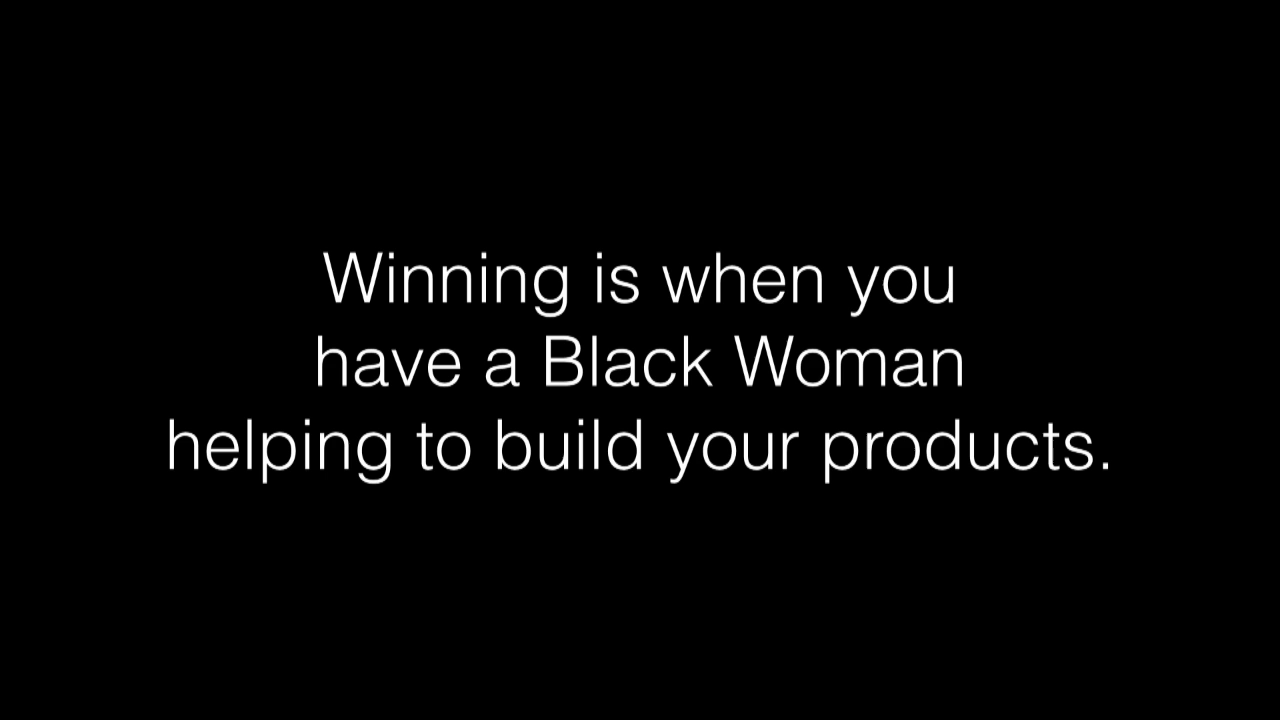 Winning is when you
have a Black Woman
helping to build your products.